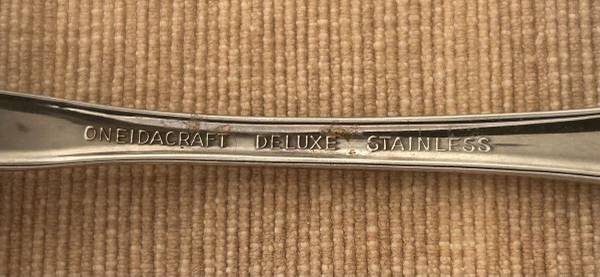 ONEIDACRAFT DELUXE STAINLESS